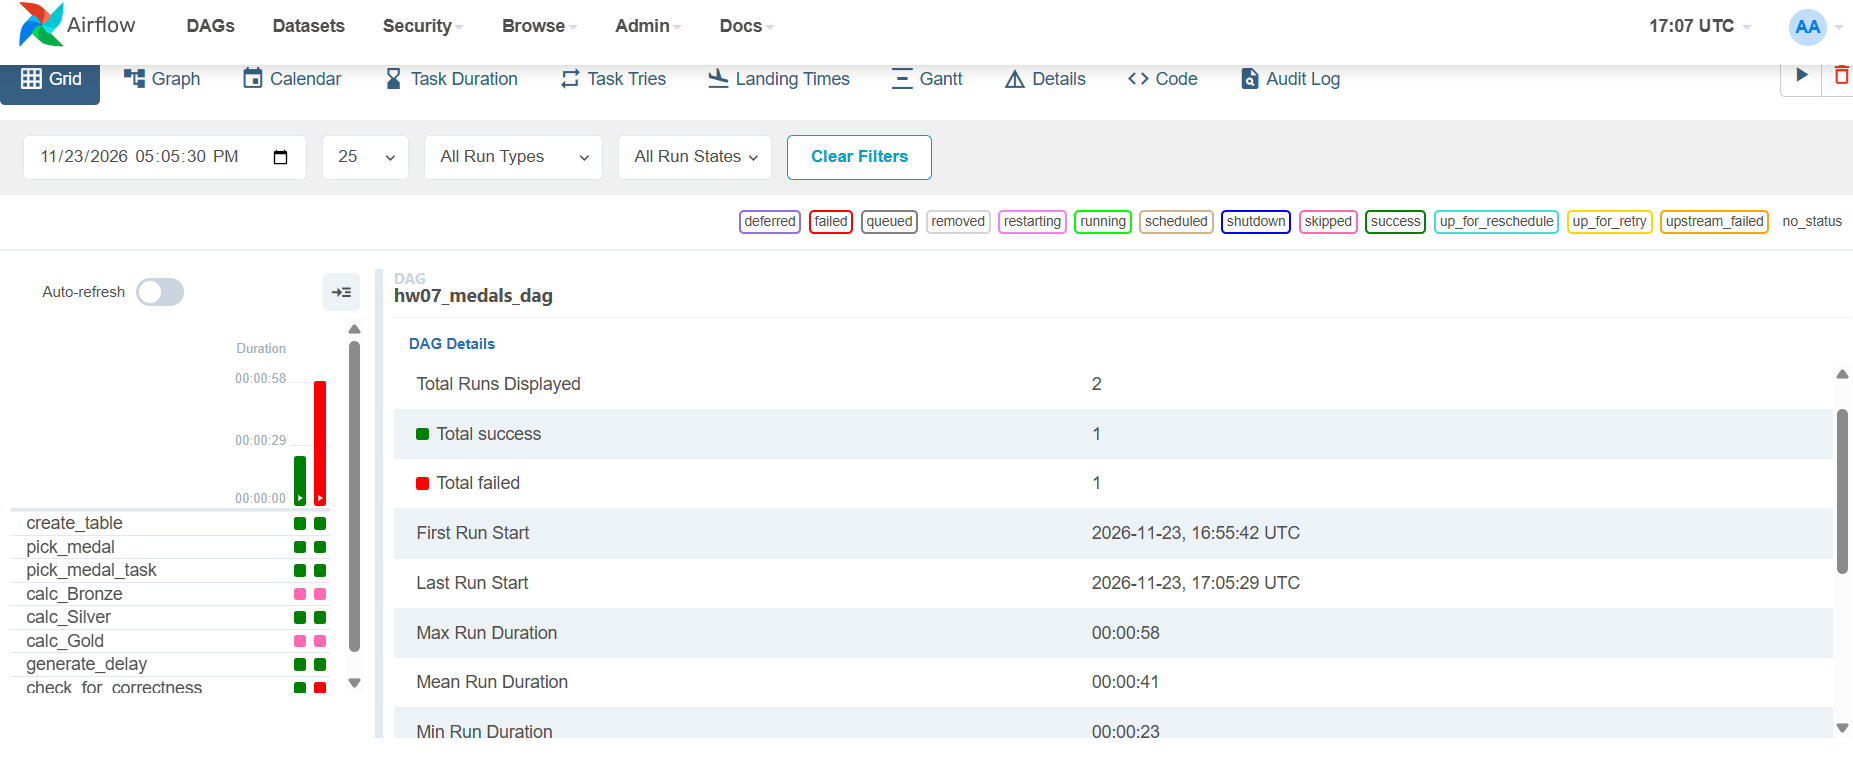 Airflow DAGs Datasets Security Browse Admin Docs 17:07 UTC AA
Grid Graph Calendar Task Duration Task Tries Landing Times Gantt Details Code Audit Log
11/23/2026 05:05:30 PM 25 All Run Types All Run States Clear Filters
deferred failed queued removed restarting running scheduled shutdown skipped success up_for_reschedule up_for_retry upstream_failed no_status
Auto-refresh
Duration
00:00:58
00:00:29
00:00:00
create_table
pick_medal
pick_medal_task
calc_Bronze
calc_Silver
calc_Gold
generate_delay
check_for_correctness
DAG
hw07_medals_dag
DAG Details
Total Runs Displayed 2
Total success 1
Total failed 1
First Run Start 2026-11-23, 16:55:42 UTC
Last Run Start 2026-11-23, 17:05:29 UTC
Max Run Duration 00:00:58
Mean Run Duration 00:00:41
Min Run Duration 00:00:23